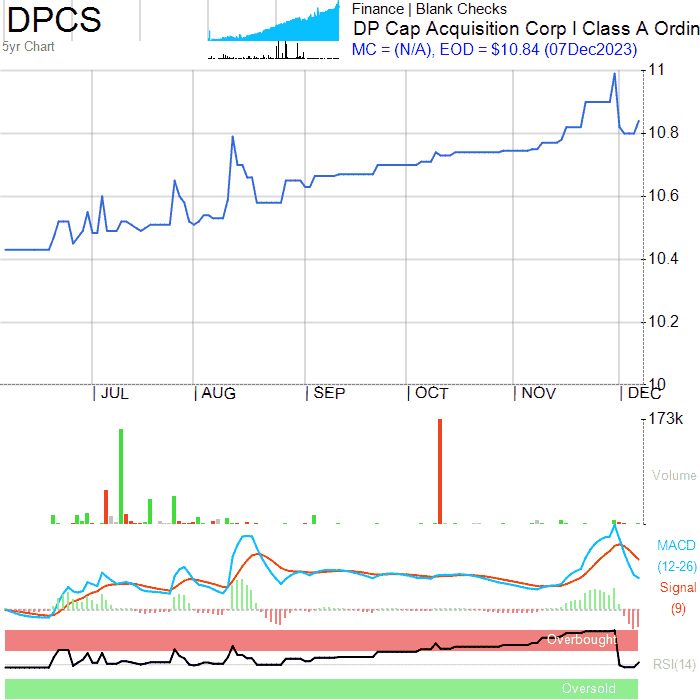 DPCS
5yr Chart
Finance | Blank Checks
DP Cap Acquisition Corp I Class A Ordin
MC = (N/A), EOD = $10.84 (07Dec2023)
11
10.8
10.6
10.4
10.2
10
JUL AUG SEP OCT NOV DEC
173k
Volume
MACD
(12-26)
Signal
(9)
Overbought
RSI(14)
Oversold